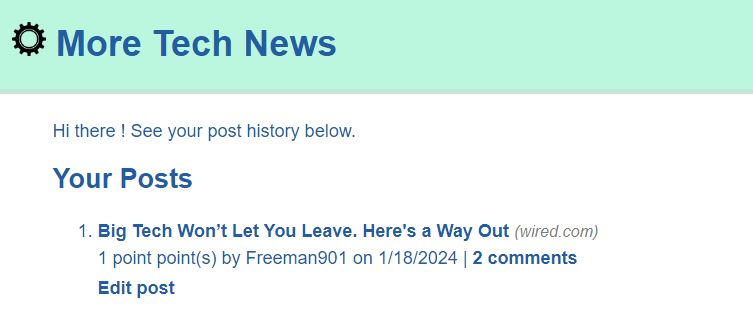 More Tech News
Hi there ! See your post history below.
Your Posts
1. Big Tech Won’t Let You Leave. Here's a Way Out (wired.com)
1 point point(s) by Freeman901 on 1/18/2024 | 2 comments
Edit post